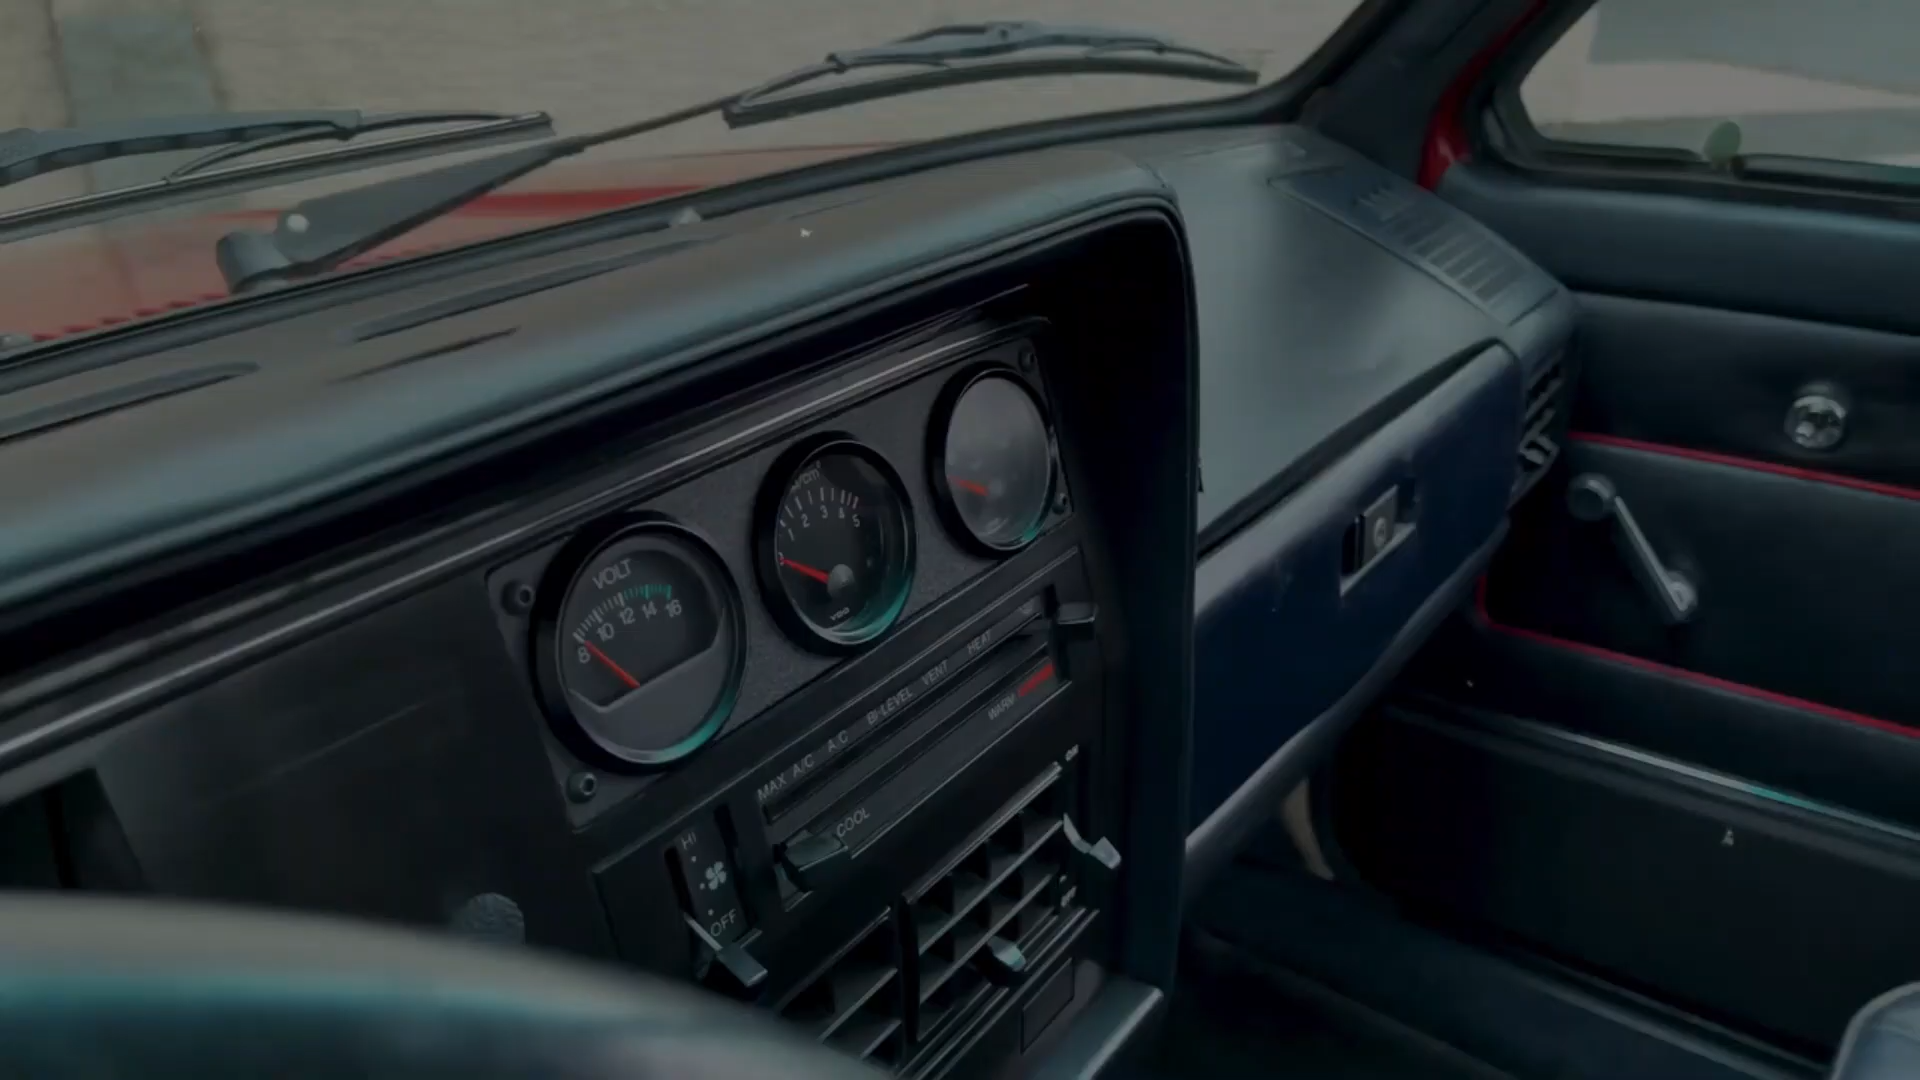 VOLT
8 10 12 14 16
1 2 3 4 5
VDO
MAX A/C A/C BI-LEVEL VENT HEAT
COOL
WARM
HI
OFF